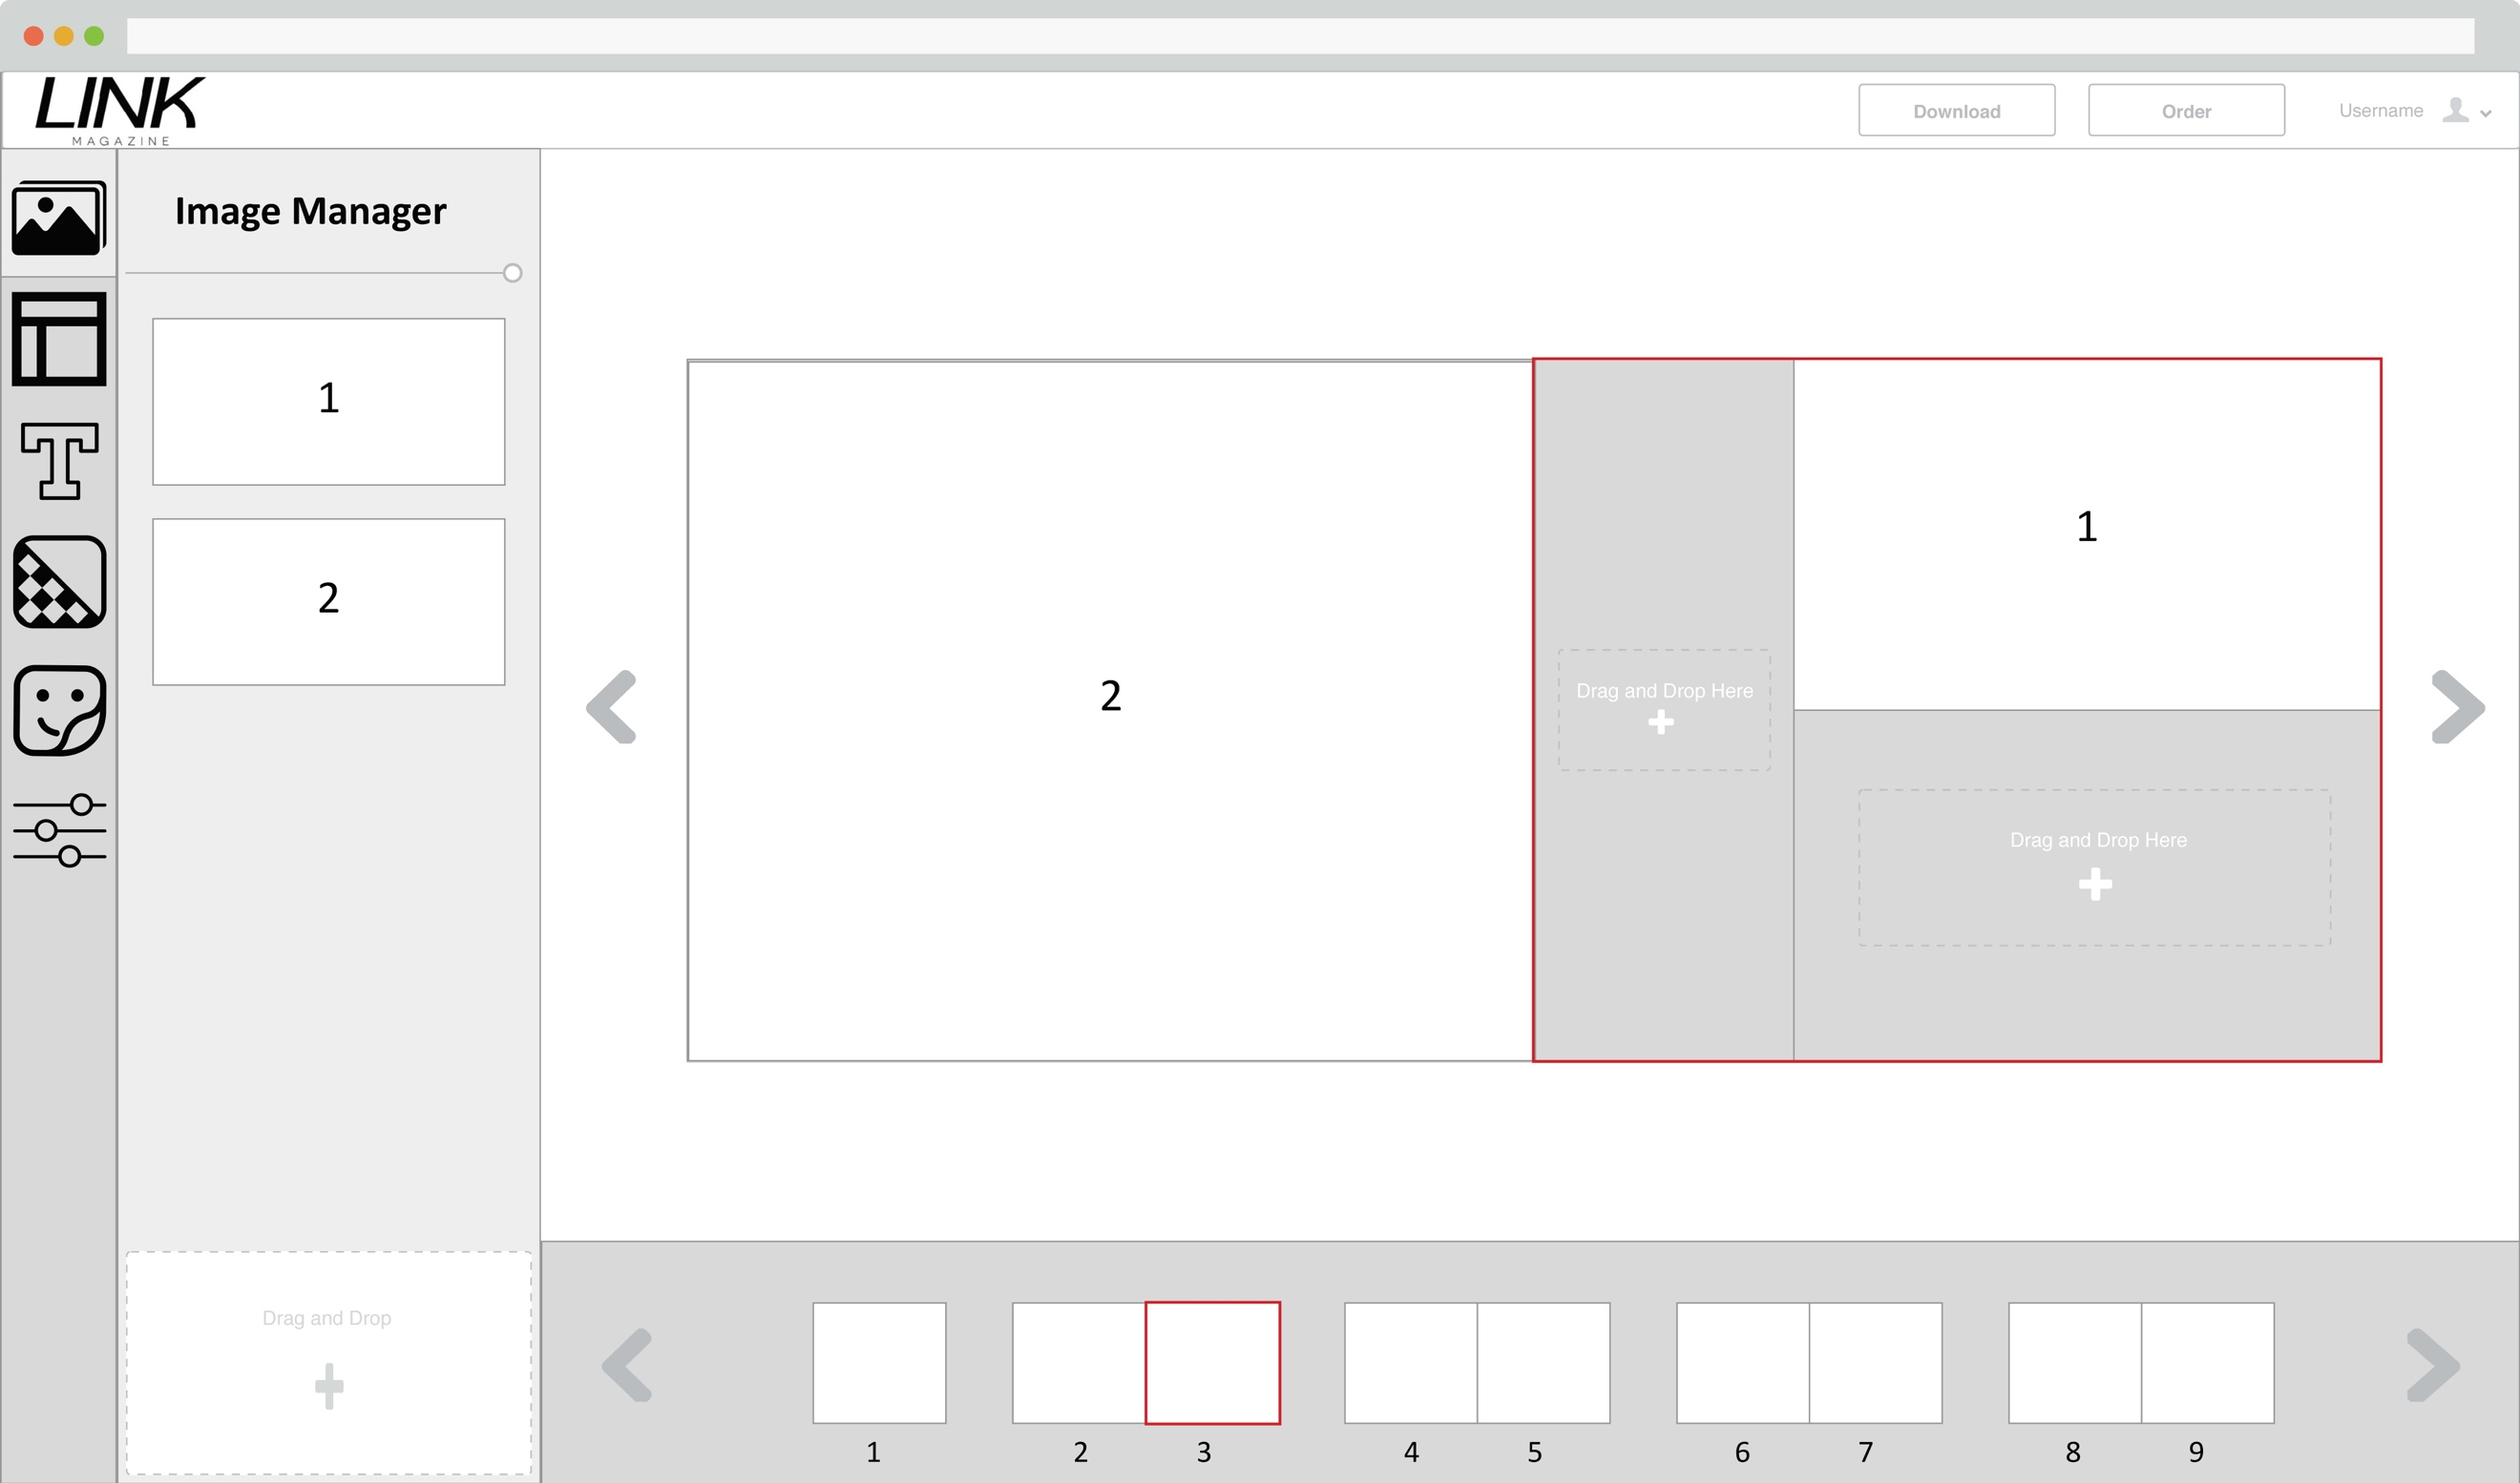 LINK
MAGAZINE
Download
Order
Username
Image Manager
1
2
2
Drag and Drop Here
1
Drag and Drop Here
Drag and Drop
1 2 3 4 5 6 7 8 9